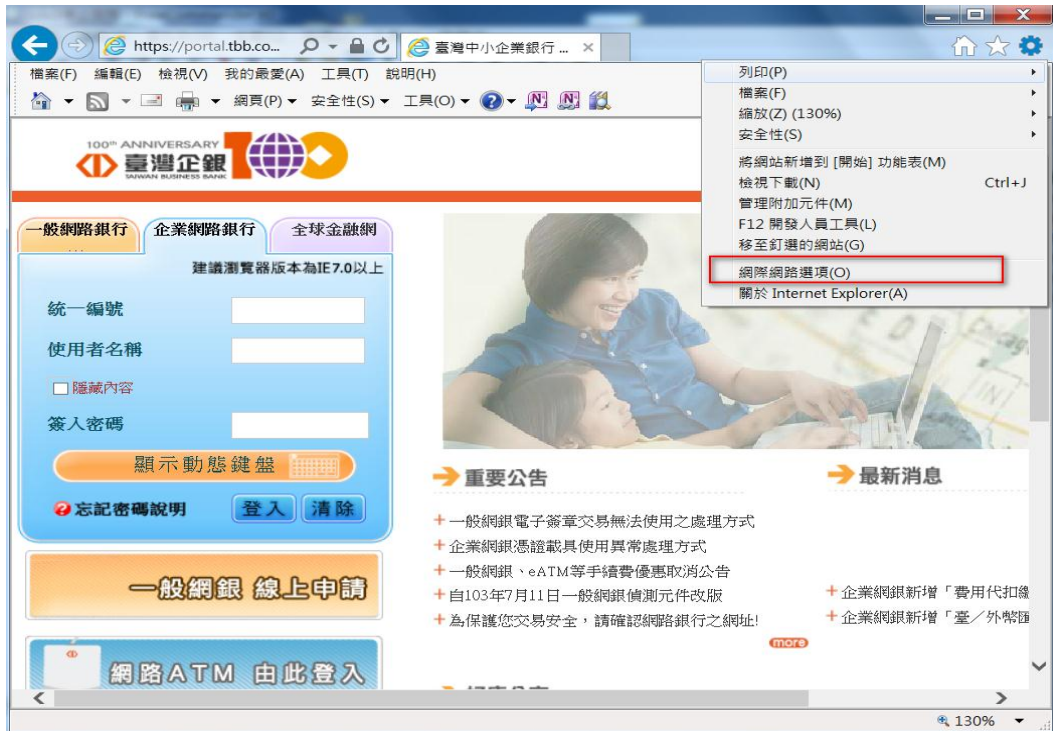 https://portal.tbb.co...
臺灣中小企業銀行 ...
檔案(F) 編輯(E) 檢視(V) 我的最愛(A) 工具(T) 說明(H)
網頁(P) 安全性(S) 工具(O)
列印(P)
檔案(F)
縮放(Z) (130%)
安全性(S)
將網站新增到 [開始] 功能表(M)
檢視下載(N) Ctrl+J
管理附加元件(M)
F12 開發人員工具(L)
移至釘選的網站(G)
網際網路選項(O)
關於 Internet Explorer(A)
100th ANNIVERSARY
臺灣企銀
TAIWAN BUSINESS BANK
一般網路銀行 企業網路銀行 全球金融網
...
建議瀏覽器版本為IE7.0以上
統一編號
使用者名稱
隱藏內容
簽入密碼
顯示動態鍵盤
忘記密碼說明 登入 清除
一般網銀 線上申請
網路ATM 由此登入
重要公告
一般網銀電子簽章交易無法使用之處理方式
企業網銀憑證載具使用異常處理方式
一般網銀、eATM等手續費優惠取消公告
自103年7月11日一般網銀偵測元件改版
為保護您交易安全，請確認網路銀行之網址!
more
最新消息
企業網銀新增「費用代扣繳
企業網銀新增「臺／外幣匯
130%